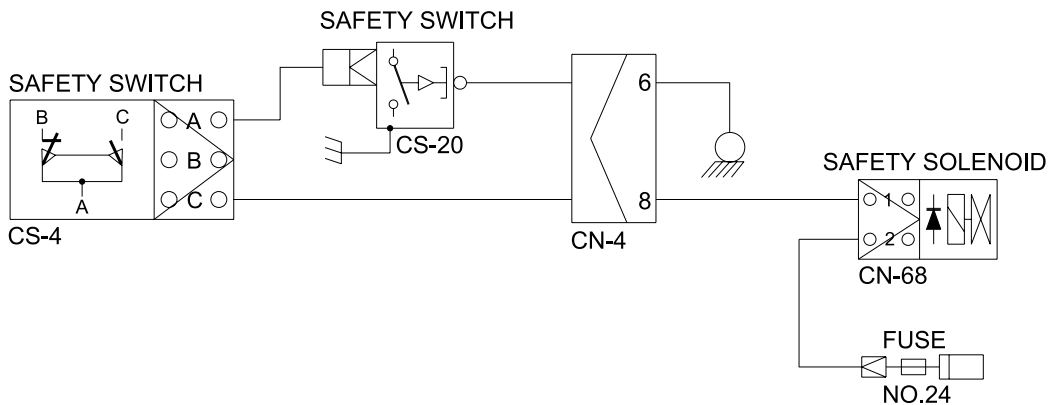 SAFETY SWITCH
SAFETY SWITCH
B C
A
A
B
C
CS-4
CS-20
6
8
CN-4
SAFETY SOLENOID
1
2
CN-68
FUSE
NO.24